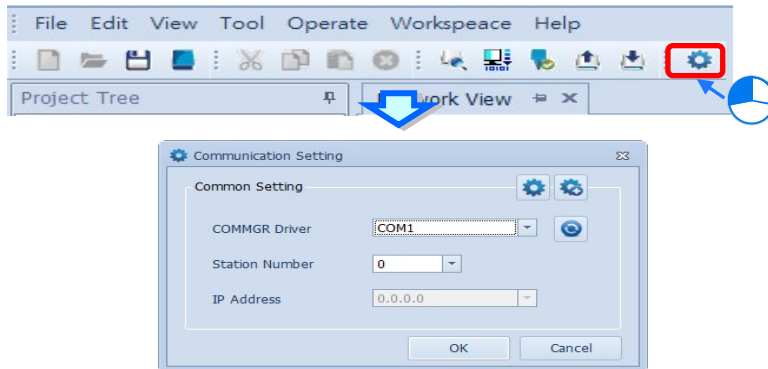 File Edit View Tool Operate Workspeace Help
Project Tree
ork View
Communication Setting
Common Setting
COMMGR Driver COM1
Station Number 0
IP Address 0.0.0.0
OK Cancel